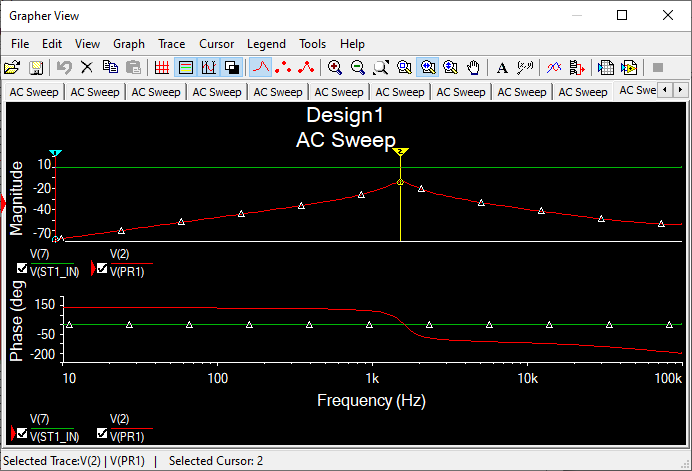 Grapher View
File Edit View Graph Trace Cursor Legend Tools Help
AC Sweep AC Sweep AC Sweep AC Sweep AC Sweep AC Sweep AC Sweep AC Sweep AC Sweep AC Sweep AC Swe
Design1
AC Sweep
1
2
Magnitude
10
-20
-40
-70
V(7) V(2)
V(ST1_IN) V(PR1)
Phase (deg
150
-50
-200
10 100 1k 10k 100k
Frequency (Hz)
V(7) V(2)
V(ST1_IN) V(PR1)
Selected Trace:V(2) | V(PR1) | Selected Cursor: 2